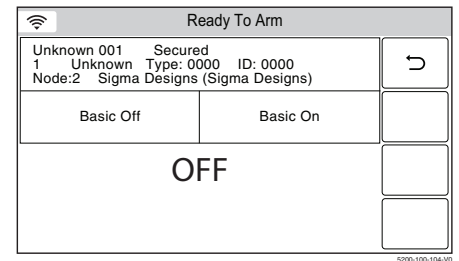 Ready To Arm
Unknown 001 Secured
1 Unknown Type: 0000 ID: 0000
Node:2 Sigma Designs (Sigma Designs)
Basic Off Basic On
OFF
5200-100-104-V0